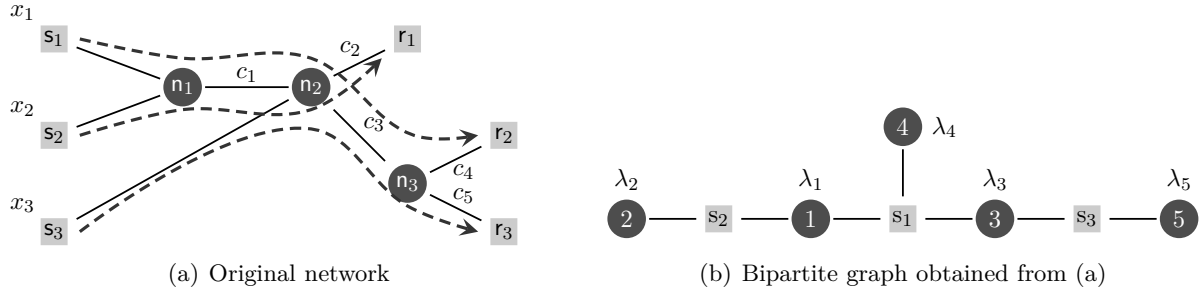 x₁
s₁
c₂
r₁
n₁
c₁
n₂
x₂
s₂
c₃
r₂
n₃
c₄
c₅
x₃
s₃
r₃
(a) Original network
4
λ₄
λ₂
λ₁
λ₃
λ₅
2
s₂
1
s₁
3
s₃
5
(b) Bipartite graph obtained from (a)